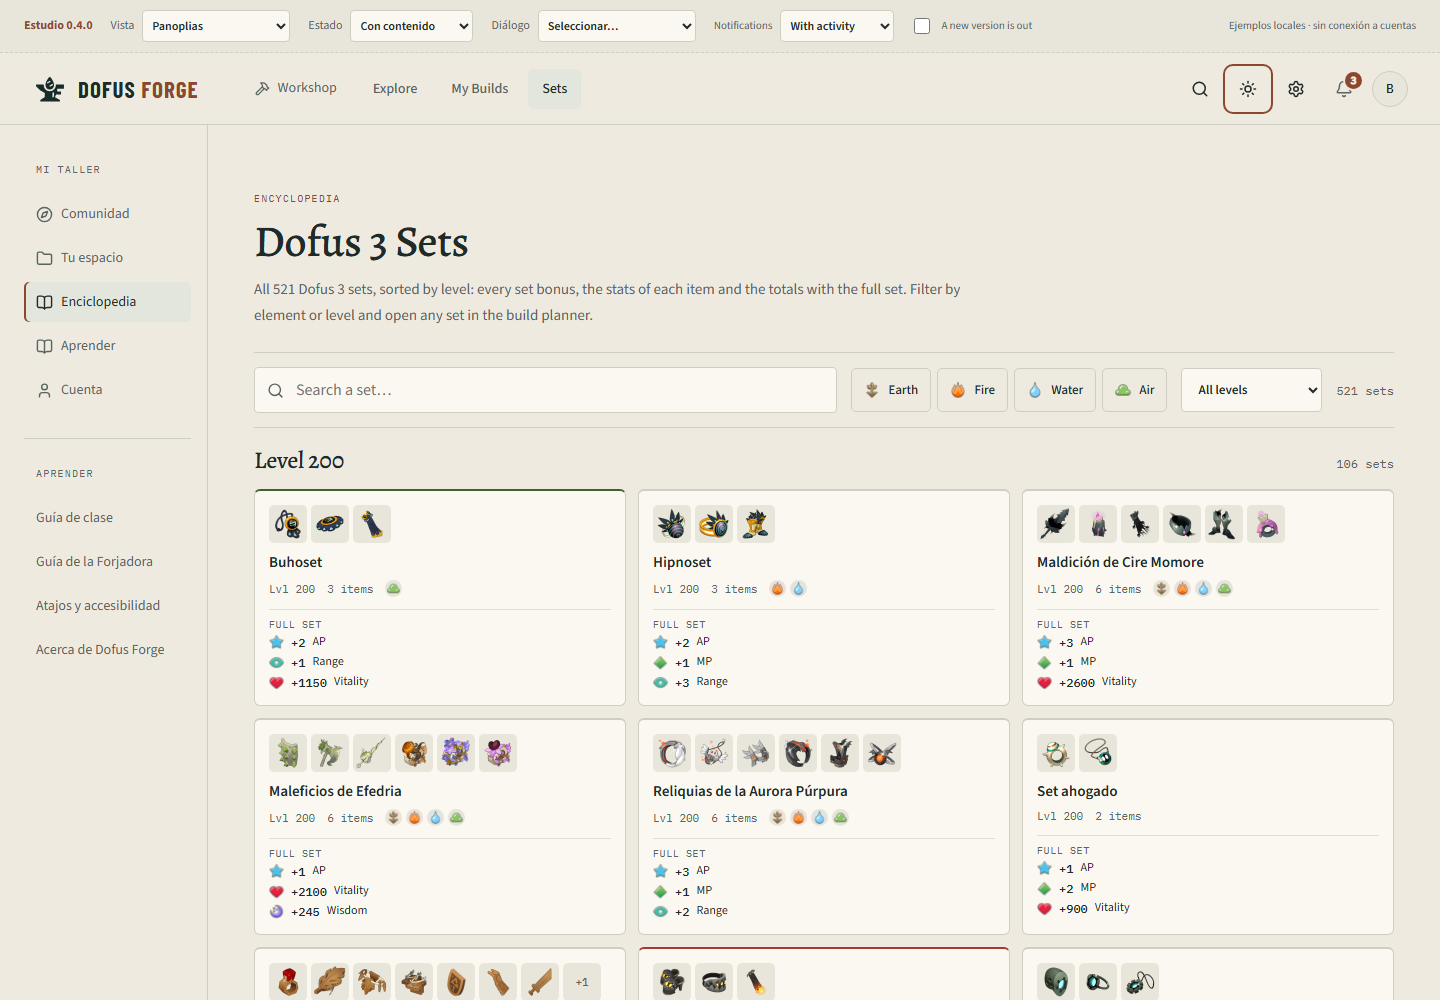 Estudio 0.4.0 Vista Panoplias Estado Con contenido Diálogo Seleccionar... Notifications With activity A new version is out Ejemplos locales · sin conexión a cuentas
DOFUS FORGE Workshop Explore My Builds Sets 3 B
MI TALLER
Comunidad
Tu espacio
Enciclopedia
Aprender
Cuenta
APRENDER
Guía de clase
Guía de la Forjadora
Atajos y accesibilidad
Acerca de Dofus Forge
ENCYCLOPEDIA
Dofus 3 Sets
All 521 Dofus 3 sets, sorted by level: every set bonus, the stats of each item and the totals with the full set. Filter by
element or level and open any set in the build planner.
Search a set... Earth Fire Water Air All levels 521 sets
Level 200 106 sets
Buhoset
Lvl 200 3 items
FULL SET
+2 AP
+1 Range
+1150 Vitality
Hipnoset
Lvl 200 3 items
FULL SET
+2 AP
+1 MP
+3 Range
Maldición de Cire Momore
Lvl 200 6 items
FULL SET
+3 AP
+1 MP
+2600 Vitality
Maleficios de Efedria
Lvl 200 6 items
FULL SET
+1 AP
+2100 Vitality
+245 Wisdom
Reliquias de la Aurora Púrpura
Lvl 200 6 items
FULL SET
+3 AP
+1 MP
+2 Range
Set ahogado
Lvl 200 2 items
FULL SET
+1 AP
+2 MP
+900 Vitality
+1